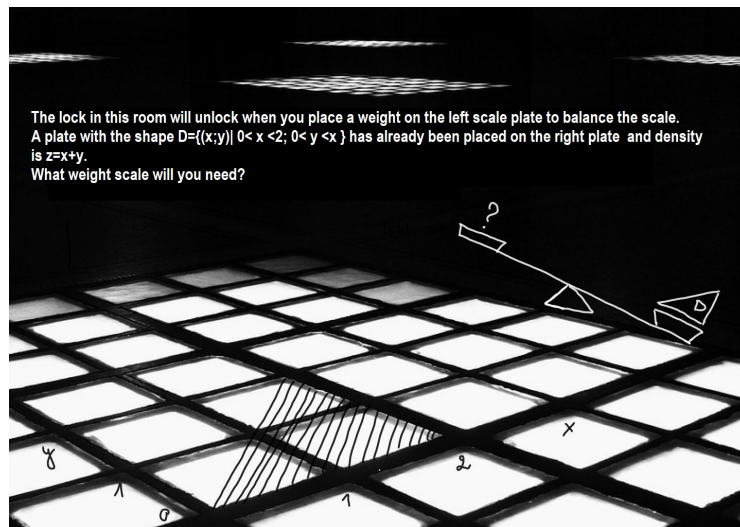 The lock in this room will unlock when you place a weight on the left scale plate to balance the scale.
A plate with the shape D={(x;y)| 0< x <2; 0< y <x } has already been placed on the right plate and density
is z=x+y.
What weight scale will you need?
?
D
x
y
2
1
1
0